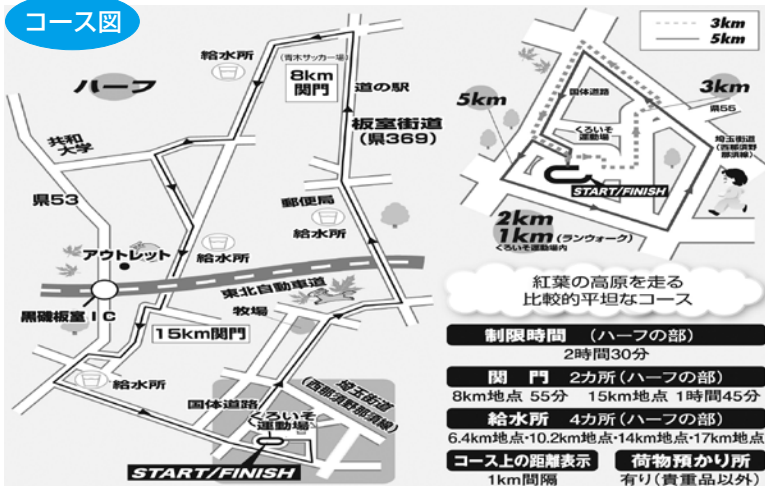 コース図
ハーフ
給水所
(青木サッカー場)
8km
関門
道の駅
板室街道
(県369)
共和
大学
県53
郵便局
給水所
アウトレット
給水所
東北自動車道
黒磯板室IC
牧場
15km関門
給水所
国体道路
埼玉街道
(西那須野那須線)
くろいそ
運動場
START/FINISH
3km
5km
3km
県55
5km
国体道路
くろいそ
運動場
埼玉街道
(西那須野
那須線)
START/FINISH
2km
1km(ランウォーク)
くろいそ運動場内
紅葉の高原を走る
比較的平坦なコース
制限時間 (ハーフの部)
2時間30分
関 門 2カ所(ハーフの部)
8km地点 55分 15km地点 1時間45分
給水所 4カ所(ハーフの部)
6.4km地点・10.2km地点・14km地点・17km地点
コース上の距離表示
1km間隔
荷物預かり所
有り(貴重品以外)